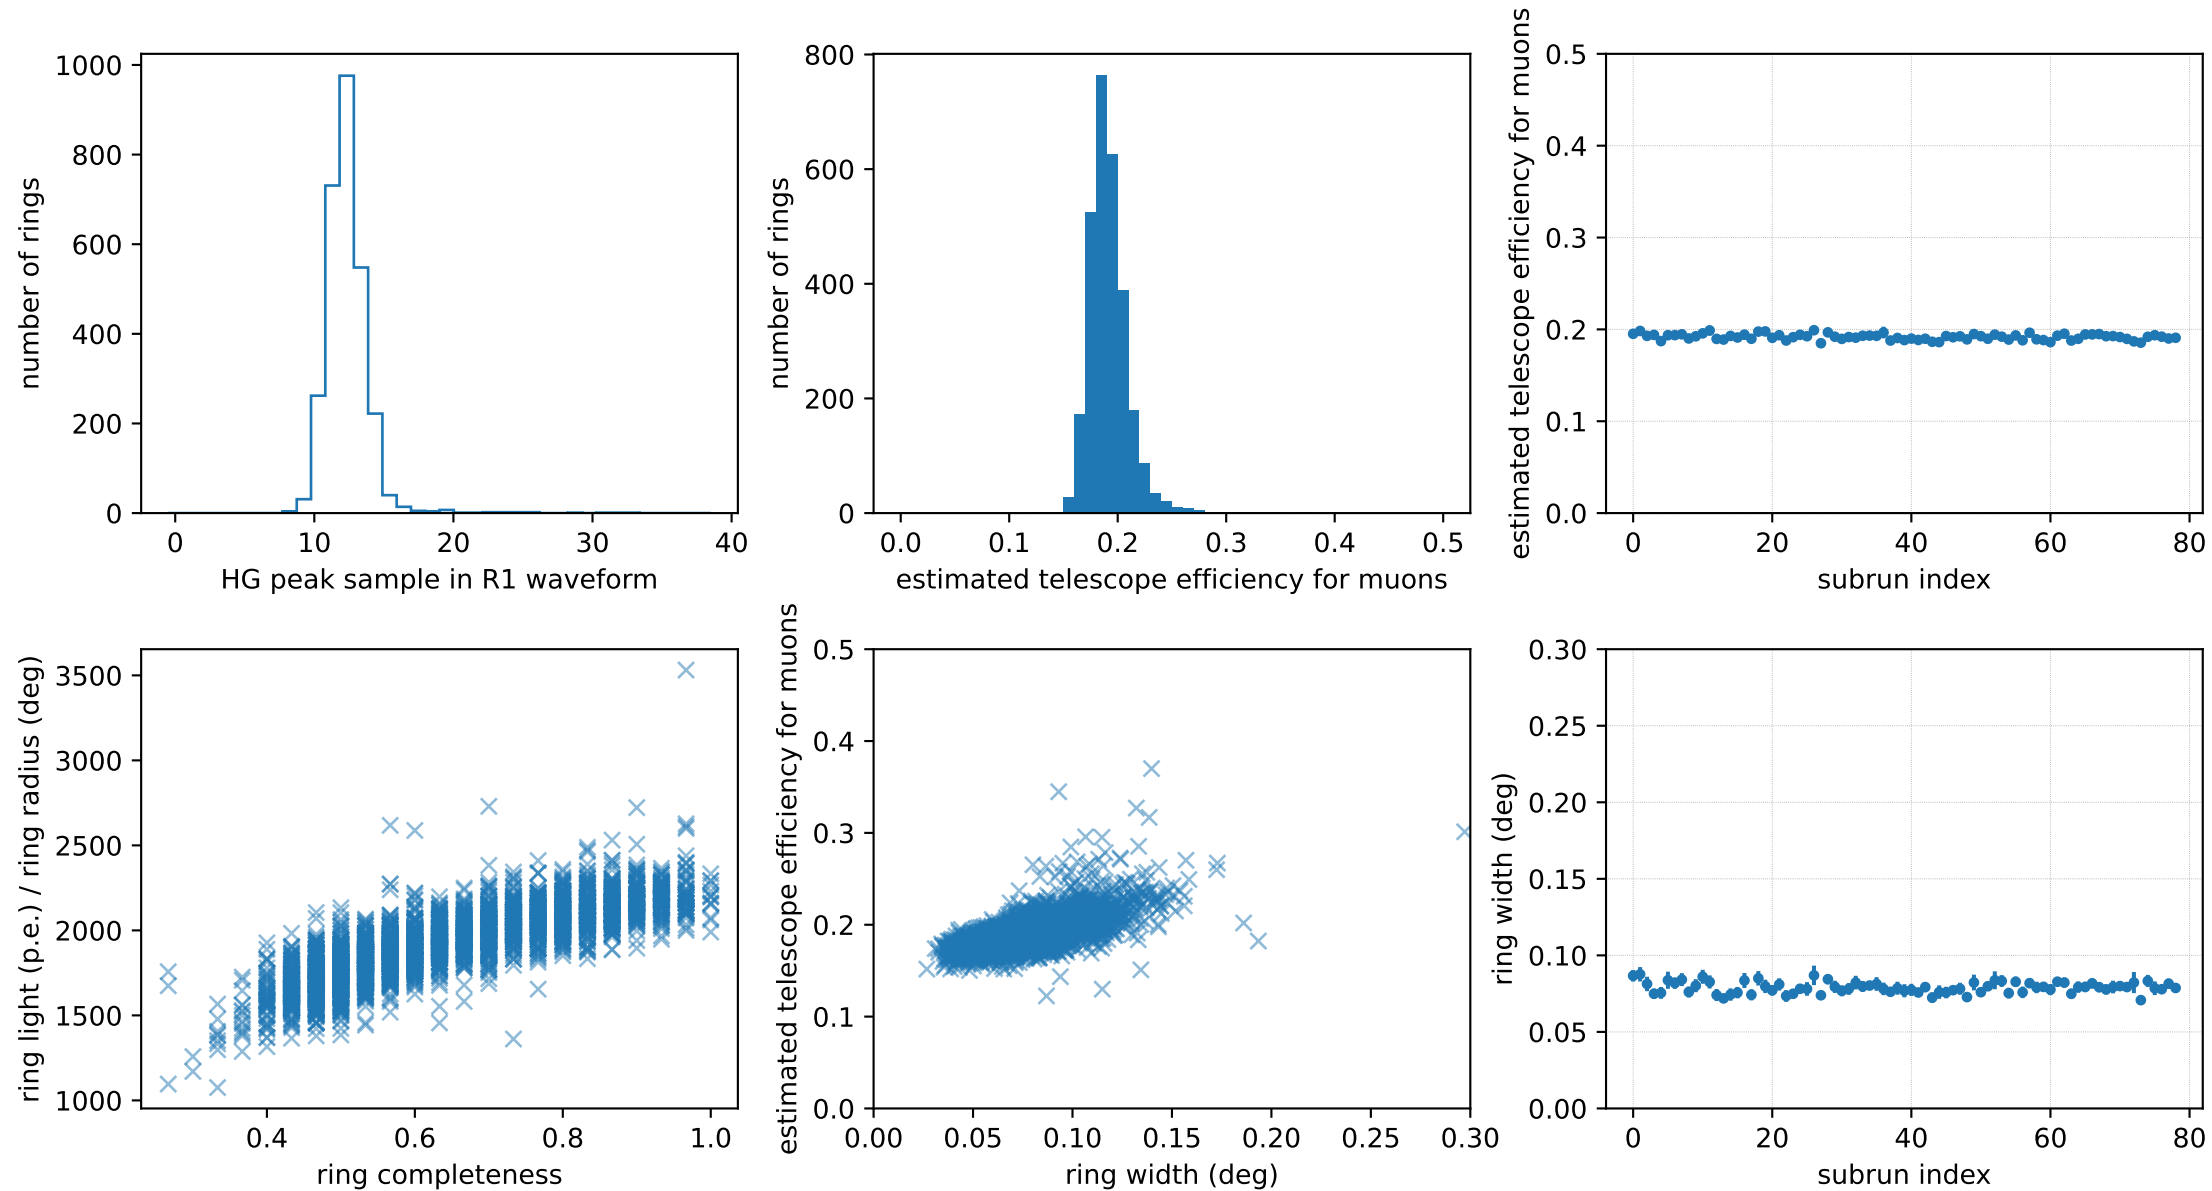 number of rings
1000
800
600
400
200
0
0 10 20 30 40
HG peak sample in R1 waveform
number of rings
800
600
400
200
0
0.0 0.1 0.2 0.3 0.4 0.5
estimated telescope efficiency for muons
estimated telescope efficiency for muons
0.5
0.4
0.3
0.2
0.1
0.0
0 20 40 60 80
subrun index
ring light (p.e.) / ring radius (deg)
3500
3000
2500
2000
1500
1000
0.4 0.6 0.8 1.0
ring completeness
estimated telescope efficiency for muons
0.5
0.4
0.3
0.2
0.1
0.0
0.00 0.05 0.10 0.15 0.20 0.25 0.30
ring width (deg)
ring width (deg)
0.30
0.25
0.20
0.15
0.10
0.05
0.00
0 20 40 60 80
subrun index